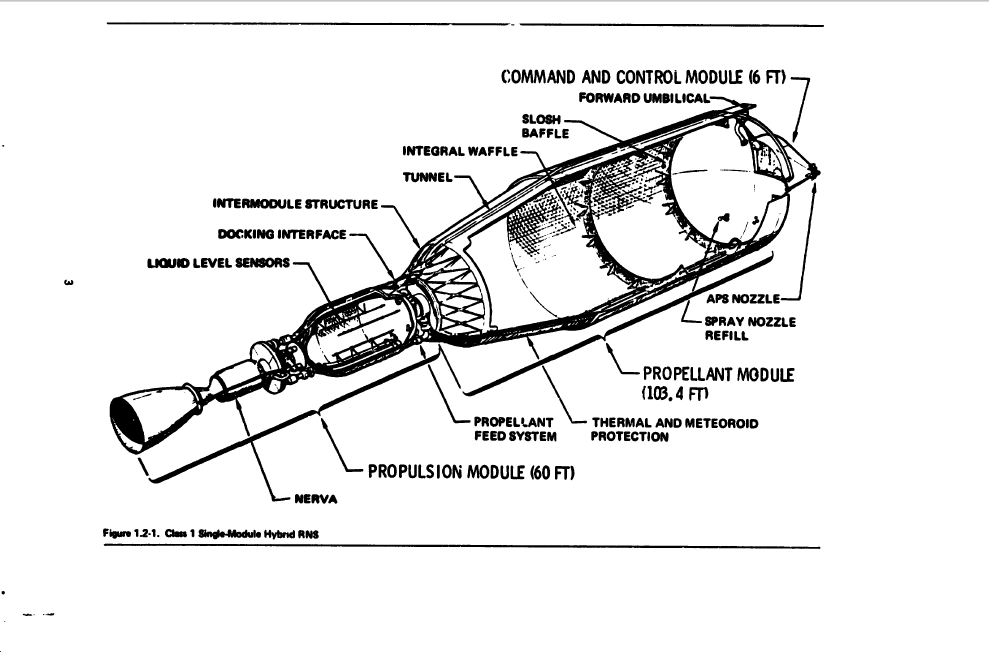 COMMAND AND CONTROL MODULE (6 FT)
FORWARD UMBILICAL
SLOSH
BAFFLE
INTEGRAL WAFFLE
TUNNEL
INTERMODULE STRUCTURE
DOCKING INTERFACE
LIQUID LEVEL SENSORS
3
APS NOZZLE
SPRAY NOZZLE
REFILL
PROPELLANT MODULE
(103.4 FT)
PROPELLANT
FEED SYSTEM
THERMAL AND METEOROID
PROTECTION
PROPULSION MODULE (60 FT)
NERVA
Figure 1.2-1. Class 1 Single-Module Hybrid RNS